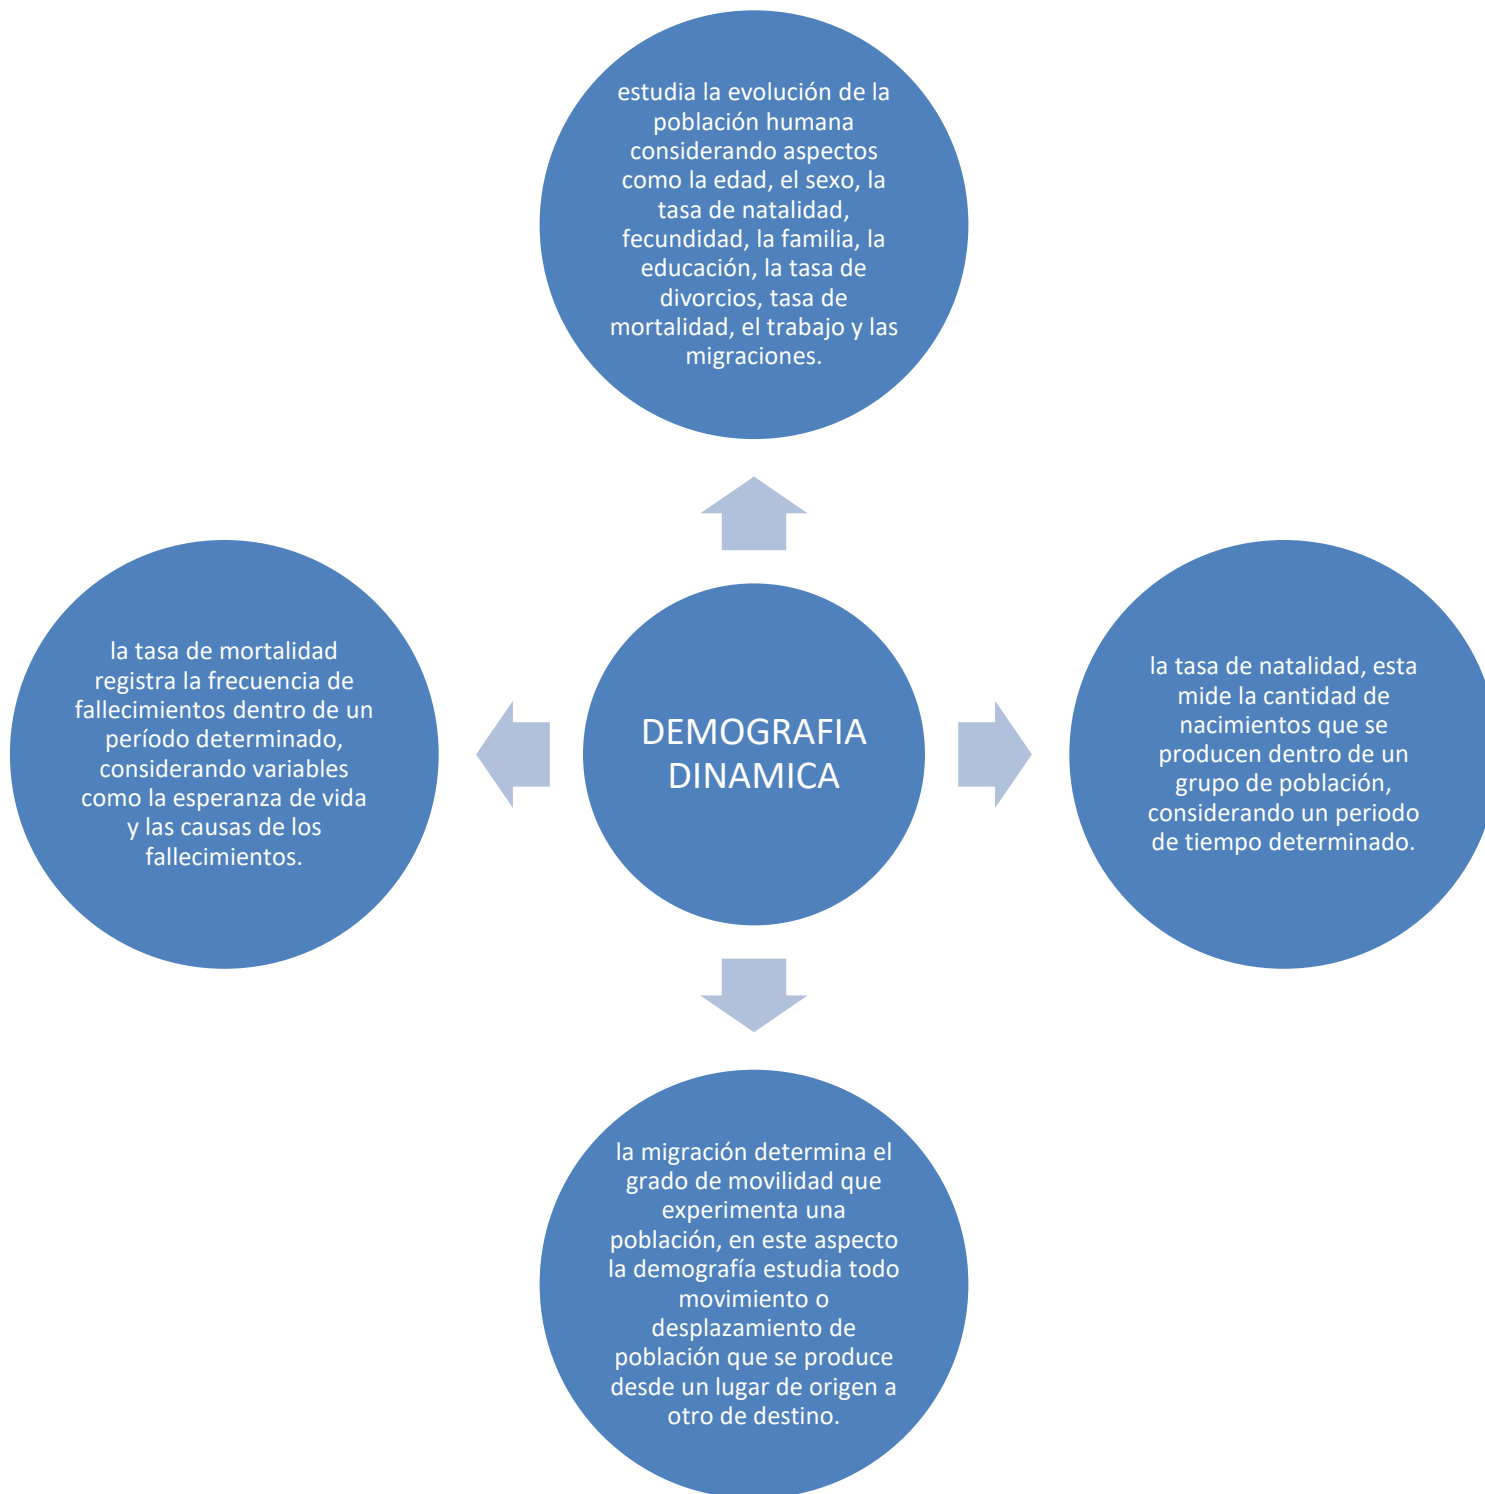 estudia la evolución de la
población humana
considerando aspectos
como la edad, el sexo, la
tasa de natalidad,
fecundidad, la familia, la
educación, la tasa de
divorcios, tasa de
mortalidad, el trabajo y las
migraciones.
la tasa de mortalidad
registra la frecuencia de
fallecimientos dentro de un
período determinado,
considerando variables
como la esperanza de vida
y las causas de los
fallecimientos.
DEMOGRAFIA
DINAMICA
la tasa de natalidad, esta
mide la cantidad de
nacimientos que se
producen dentro de un
grupo de población,
considerando un periodo
de tiempo determinado.
la migración determina el
grado de movilidad que
experimenta una
población, en este aspecto
la demografía estudia todo
movimiento o
desplazamiento de
población que se produce
desde un lugar de origen a
otro de destino.